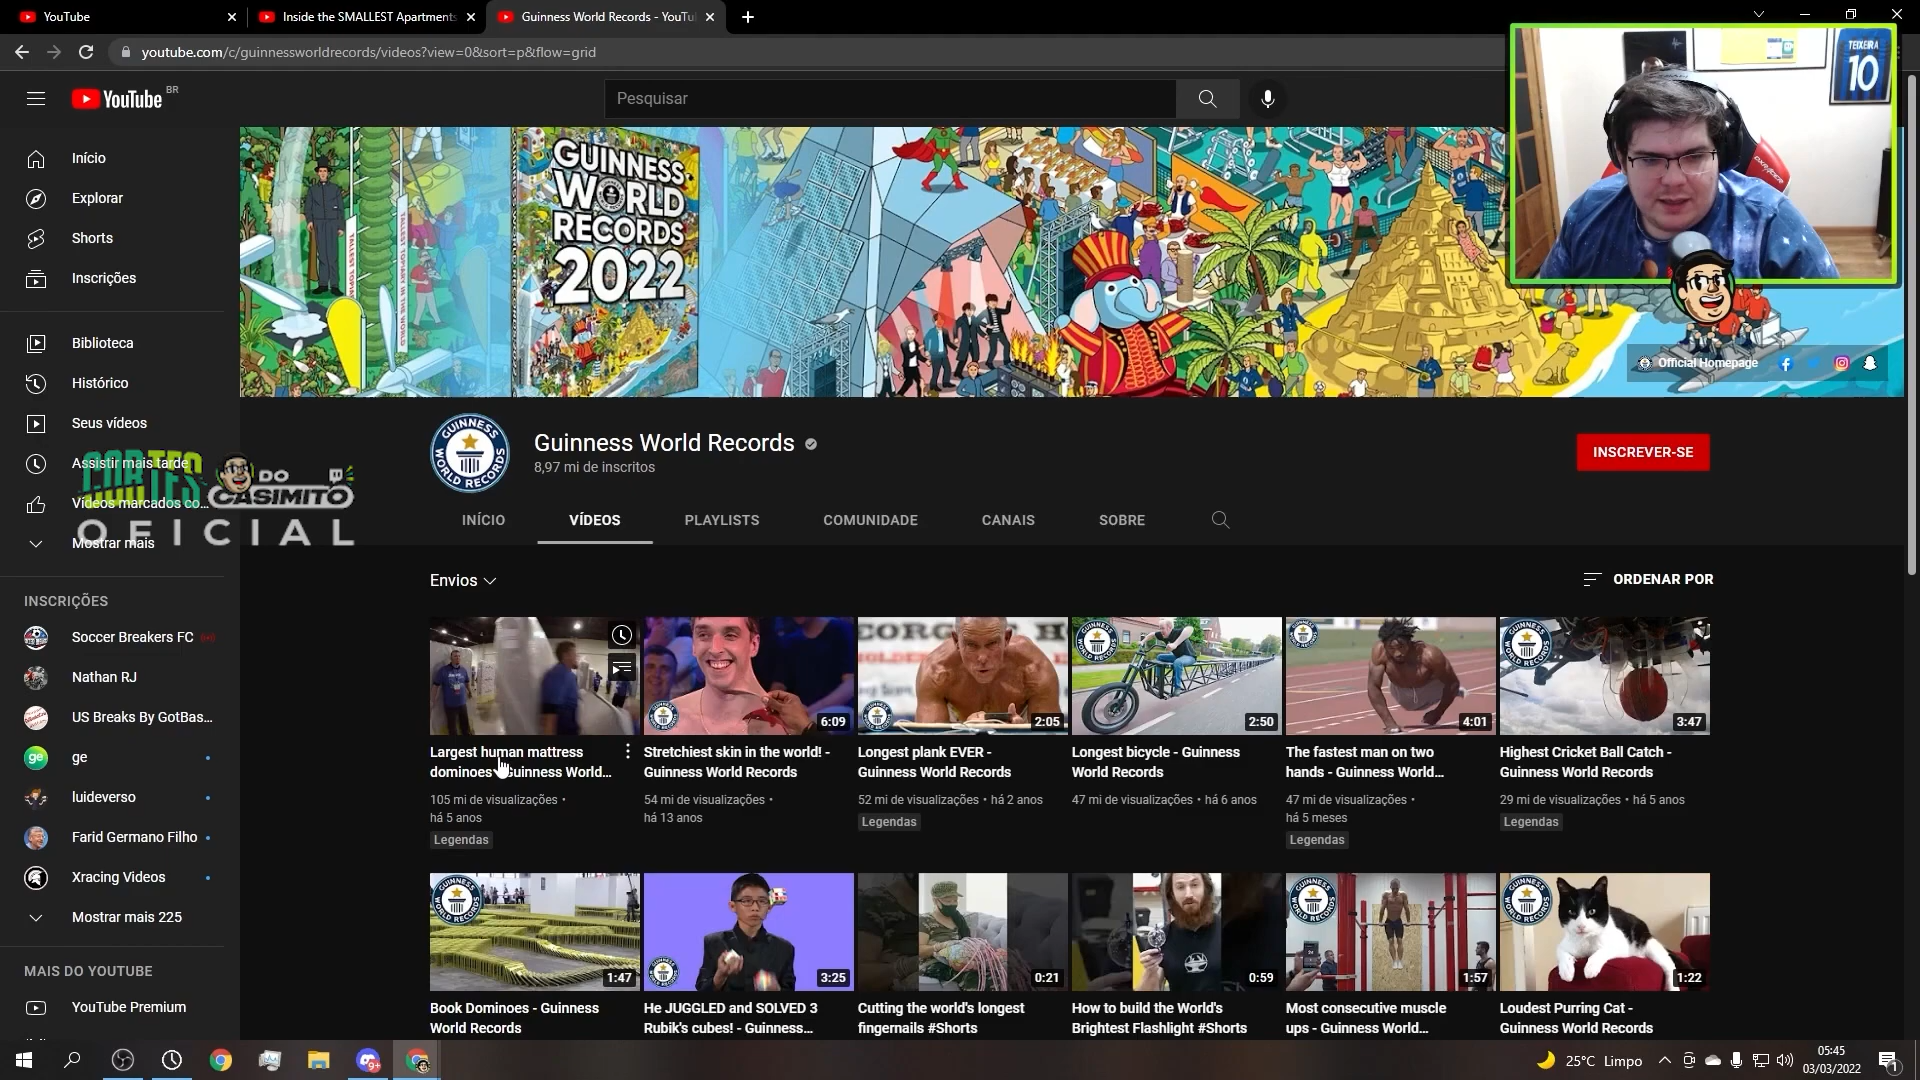 YouTube
Inside the SMALLEST Apartments
Guinness World Records - YouTu
youtube.com/c/guinnessworldrecords/videos?view=0&sort=p&flow=grid
YouTube BR
Pesquisar
TEIXEIRA
10
Início
Explorar
Shorts
Inscrições
Biblioteca
Histórico
Seus vídeos
Assistir mais tarde
Vídeos marcados co...
Mostrar mais
CORTES DO CASIMITO
OFICIAL
INSCRIÇÕES
Soccer Breakers FC
Nathan RJ
US Breaks By GotBas...
ge
luideverso
Farid Germano Filho
Xracing Videos
Mostrar mais 225
MAIS DO YOUTUBE
YouTube Premium
GUINNESS
WORLD
RECORDS
2022
Official Homepage
GUINNESS WORLD RECORDS
Guinness World Records
8,97 mi de inscritos
INSCREVER-SE
INÍCIO
VÍDEOS
PLAYLISTS
COMUNIDADE
CANAIS
SOBRE
Envios
ORDENAR POR
Largest human mattress
dominoes - Guinness World...
105 mi de visualizações •
há 5 anos
Legendas
6:09
Stretchiest skin in the world! -
Guinness World Records
54 mi de visualizações •
há 13 anos
2:05
Longest plank EVER -
Guinness World Records
52 mi de visualizações • há 2 anos
Legendas
2:50
Longest bicycle - Guinness
World Records
47 mi de visualizações • há 6 anos
4:01
The fastest man on two
hands - Guinness World...
47 mi de visualizações •
há 5 meses
Legendas
3:47
Highest Cricket Ball Catch -
Guinness World Records
29 mi de visualizações • há 5 anos
Legendas
1:47
Book Dominoes - Guinness
World Records
3:25
He JUGGLED and SOLVED 3
Rubik's cubes! - Guinness...
0:21
Cutting the world's longest
fingernails #Shorts
0:59
How to build the World's
Brightest Flashlight #Shorts
1:57
Most consecutive muscle
ups - Guinness World...
1:22
Loudest Purring Cat -
Guinness World Records
25°C Limpo
05:45
03/03/2022